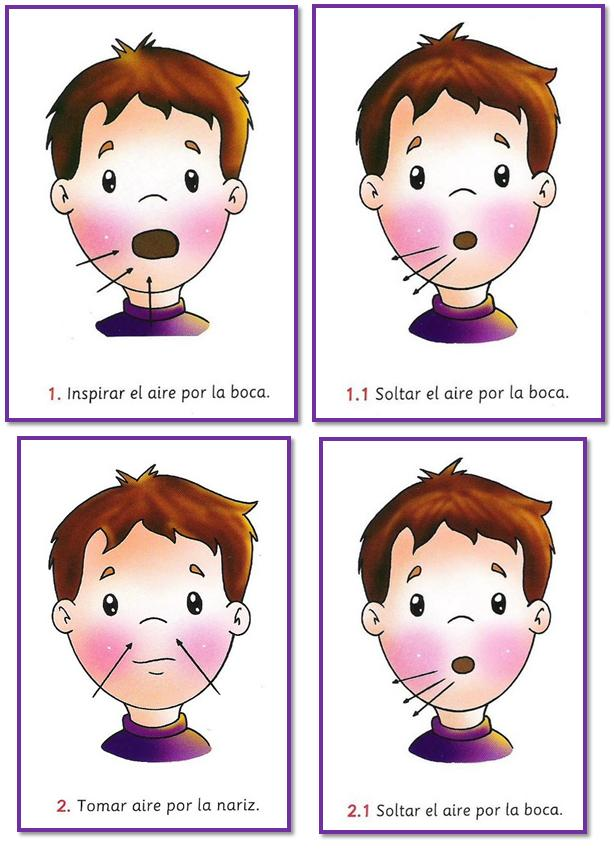 1. Inspirar el aire por la boca.
1.1 Soltar el aire por la boca.
2. Tomar aire por la nariz.
2.1 Soltar el aire por la boca.